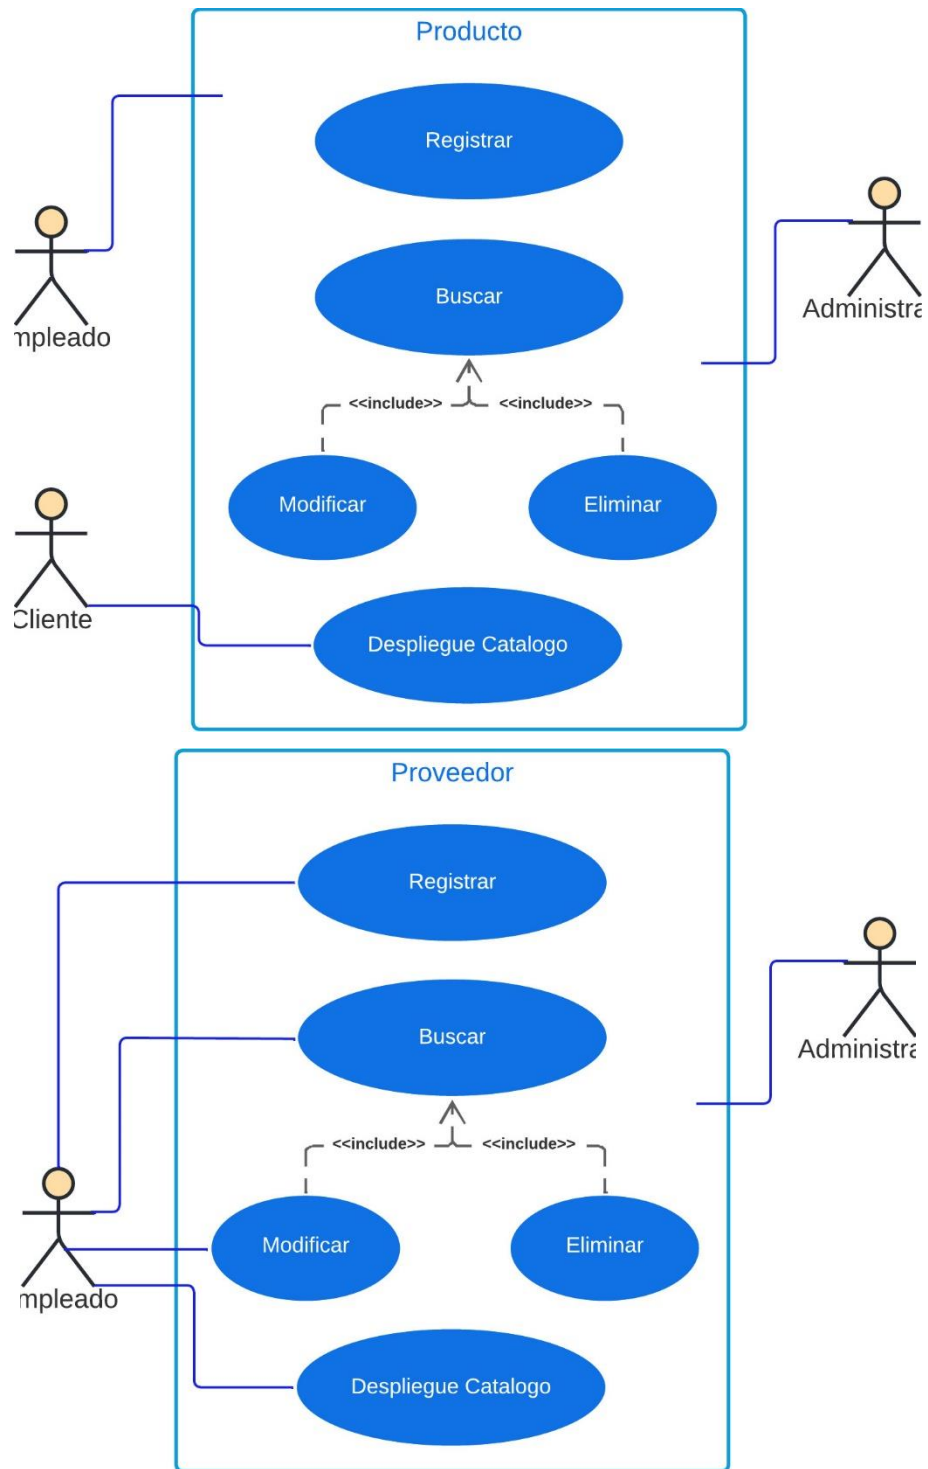 Producto
Registrar
Buscar
mpleado
Administra
<<include>> <<include>>
Modificar
Eliminar
Cliente
Despliegue Catalogo
Proveedor
Registrar
Buscar
Administra
<<include>> <<include>>
Modificar
Eliminar
mpleado
Despliegue Catalogo